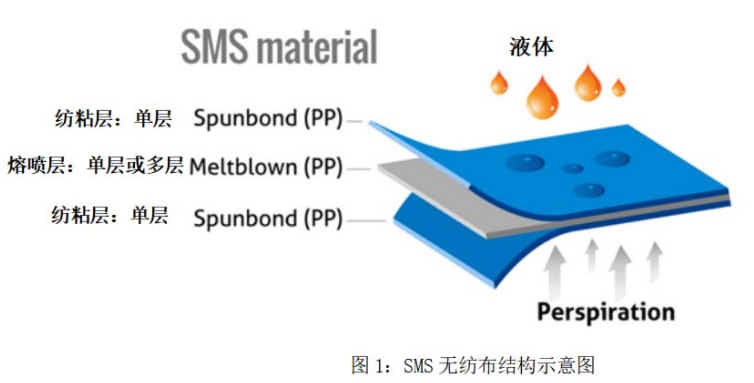 SMS material
液体
纺粘层：单层 Spunbond (PP)
熔喷层：单层或多层 Meltblown (PP)
纺粘层：单层 Spunbond (PP)
Perspiration
图 1：SMS 无纺布结构示意图